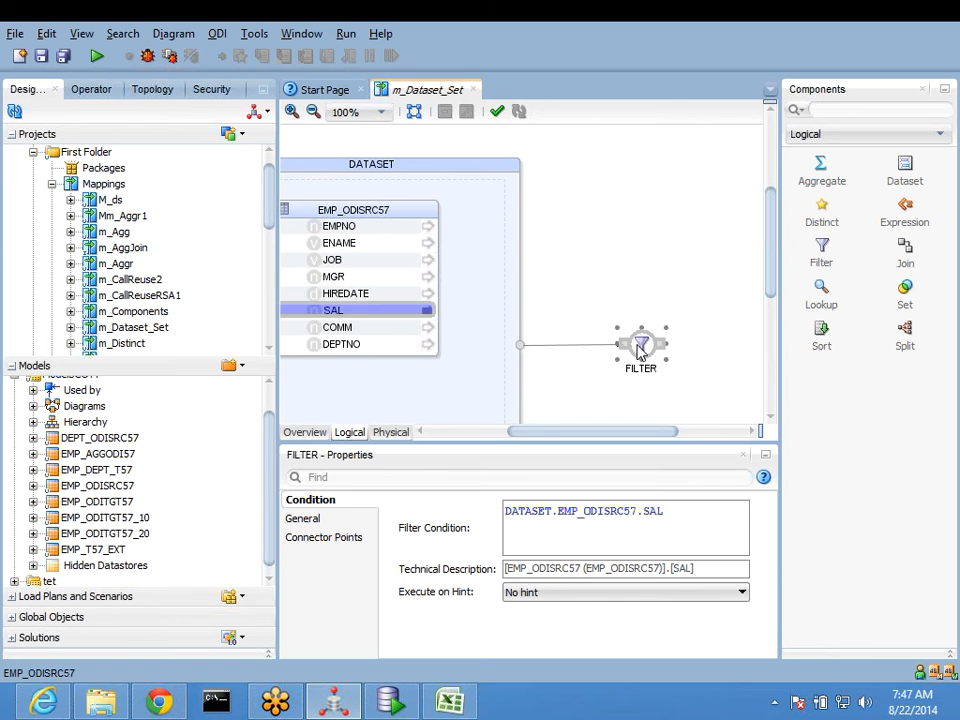 File Edit View Search Diagram ODI Tools Window Run Help
Desig... Operator Topology Security
Start Page m_Dataset_Set
Components
100%
Logical
Projects
First Folder
Packages
Mappings
M_ds
Mm_Aggr1
m_Agg
m_AggJoin
m_Aggr
m_CallReuse2
m_CallReuseRSA1
m_Components
m_Dataset_Set
m_Distinct
Models
Used by
Diagrams
Hierarchy
DEPT_ODISRC57
EMP_AGGODI57
EMP_DEPT_T57
EMP_ODISRC57
EMP_ODITGT57
EMP_ODITGT57_10
EMP_ODITGT57_20
EMP_T57_EXT
Hidden Datastores
tet
Load Plans and Scenarios
Global Objects
Solutions
1.0
EMP_ODISRC57
DATASET
EMP_ODISRC57
n EMPNO
v ENAME
v JOB
n MGR
d HIREDATE
n SAL
n COMM
n DEPTNO
FILTER
Overview Logical Physical
FILTER - Properties
Find
Condition
General
Connector Points
Filter Condition:
DATASET.EMP_ODISRC57.SAL
Technical Description: [EMP_ODISRC57 (EMP_ODISRC57)].[SAL]
Execute on Hint: No hint
Aggregate Dataset
Distinct Expression
Filter Join
Lookup Set
Sort Split
7:47 AM
8/22/2014